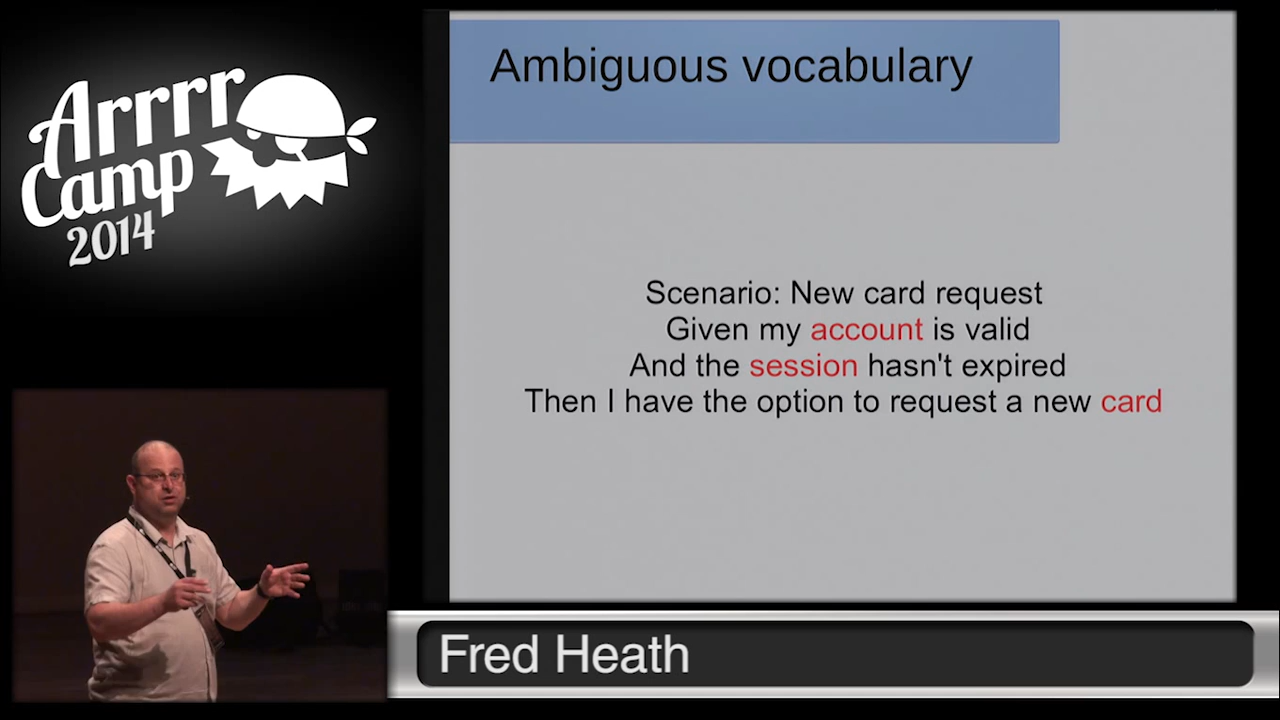 Arrrr
Camp
2014
Ambiguous vocabulary
Scenario: New card request
Given my account is valid
And the session hasn't expired
Then I have the option to request a new card
Fred Heath